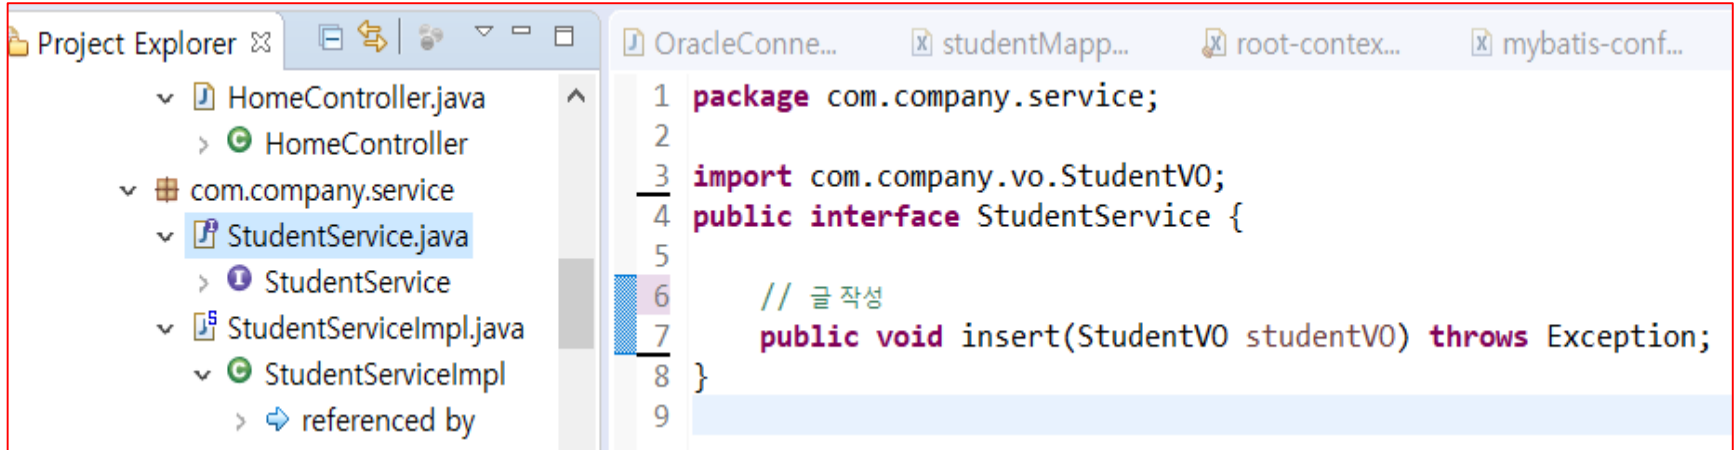 Project Explorer
HomeController.java
HomeController
com.company.service
StudentService.java
StudentService
StudentServiceImpl.java
StudentServiceImpl
referenced by
OracleConne... studentMapp... root-contex... mybatis-conf...
1 package com.company.service;
2
3 import com.company.vo.StudentVO;
4 public interface StudentService {
5
6 // 글 작성
7 public void insert(StudentVO studentVO) throws Exception;
8 }
9